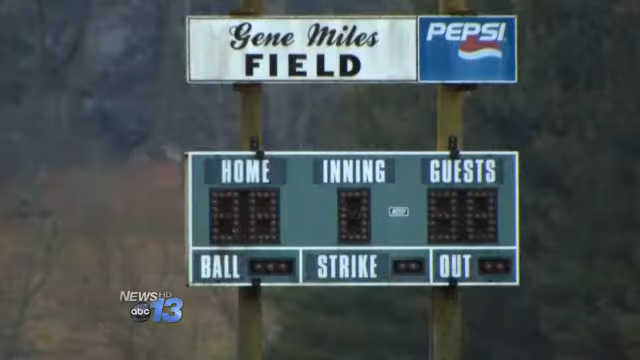 Gene Miles
FIELD
PEPSI
HOME INNING GUESTS
BALL STRIKE OUT
NEWS HD
abc 13